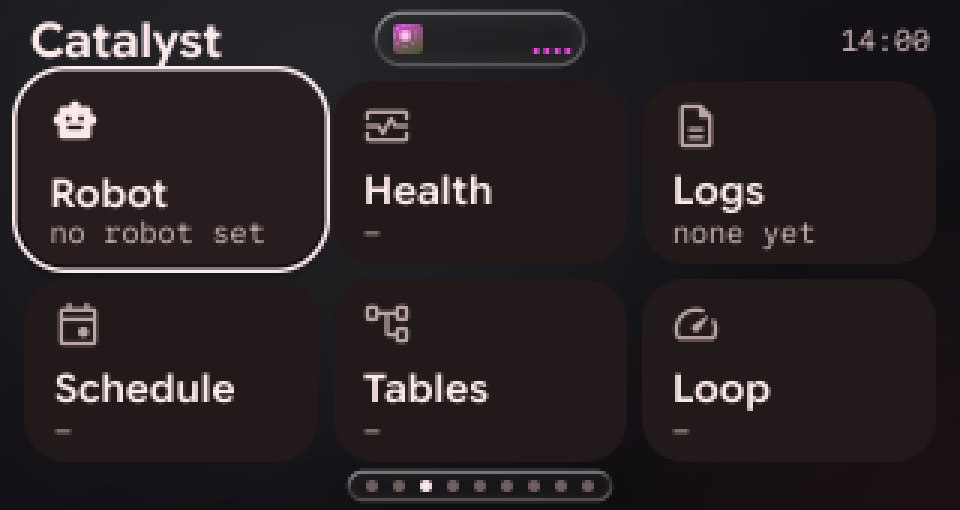 Catalyst
14:00
Robot
no robot set
Health
–
Logs
none yet
Schedule
–
Tables
–
Loop
–